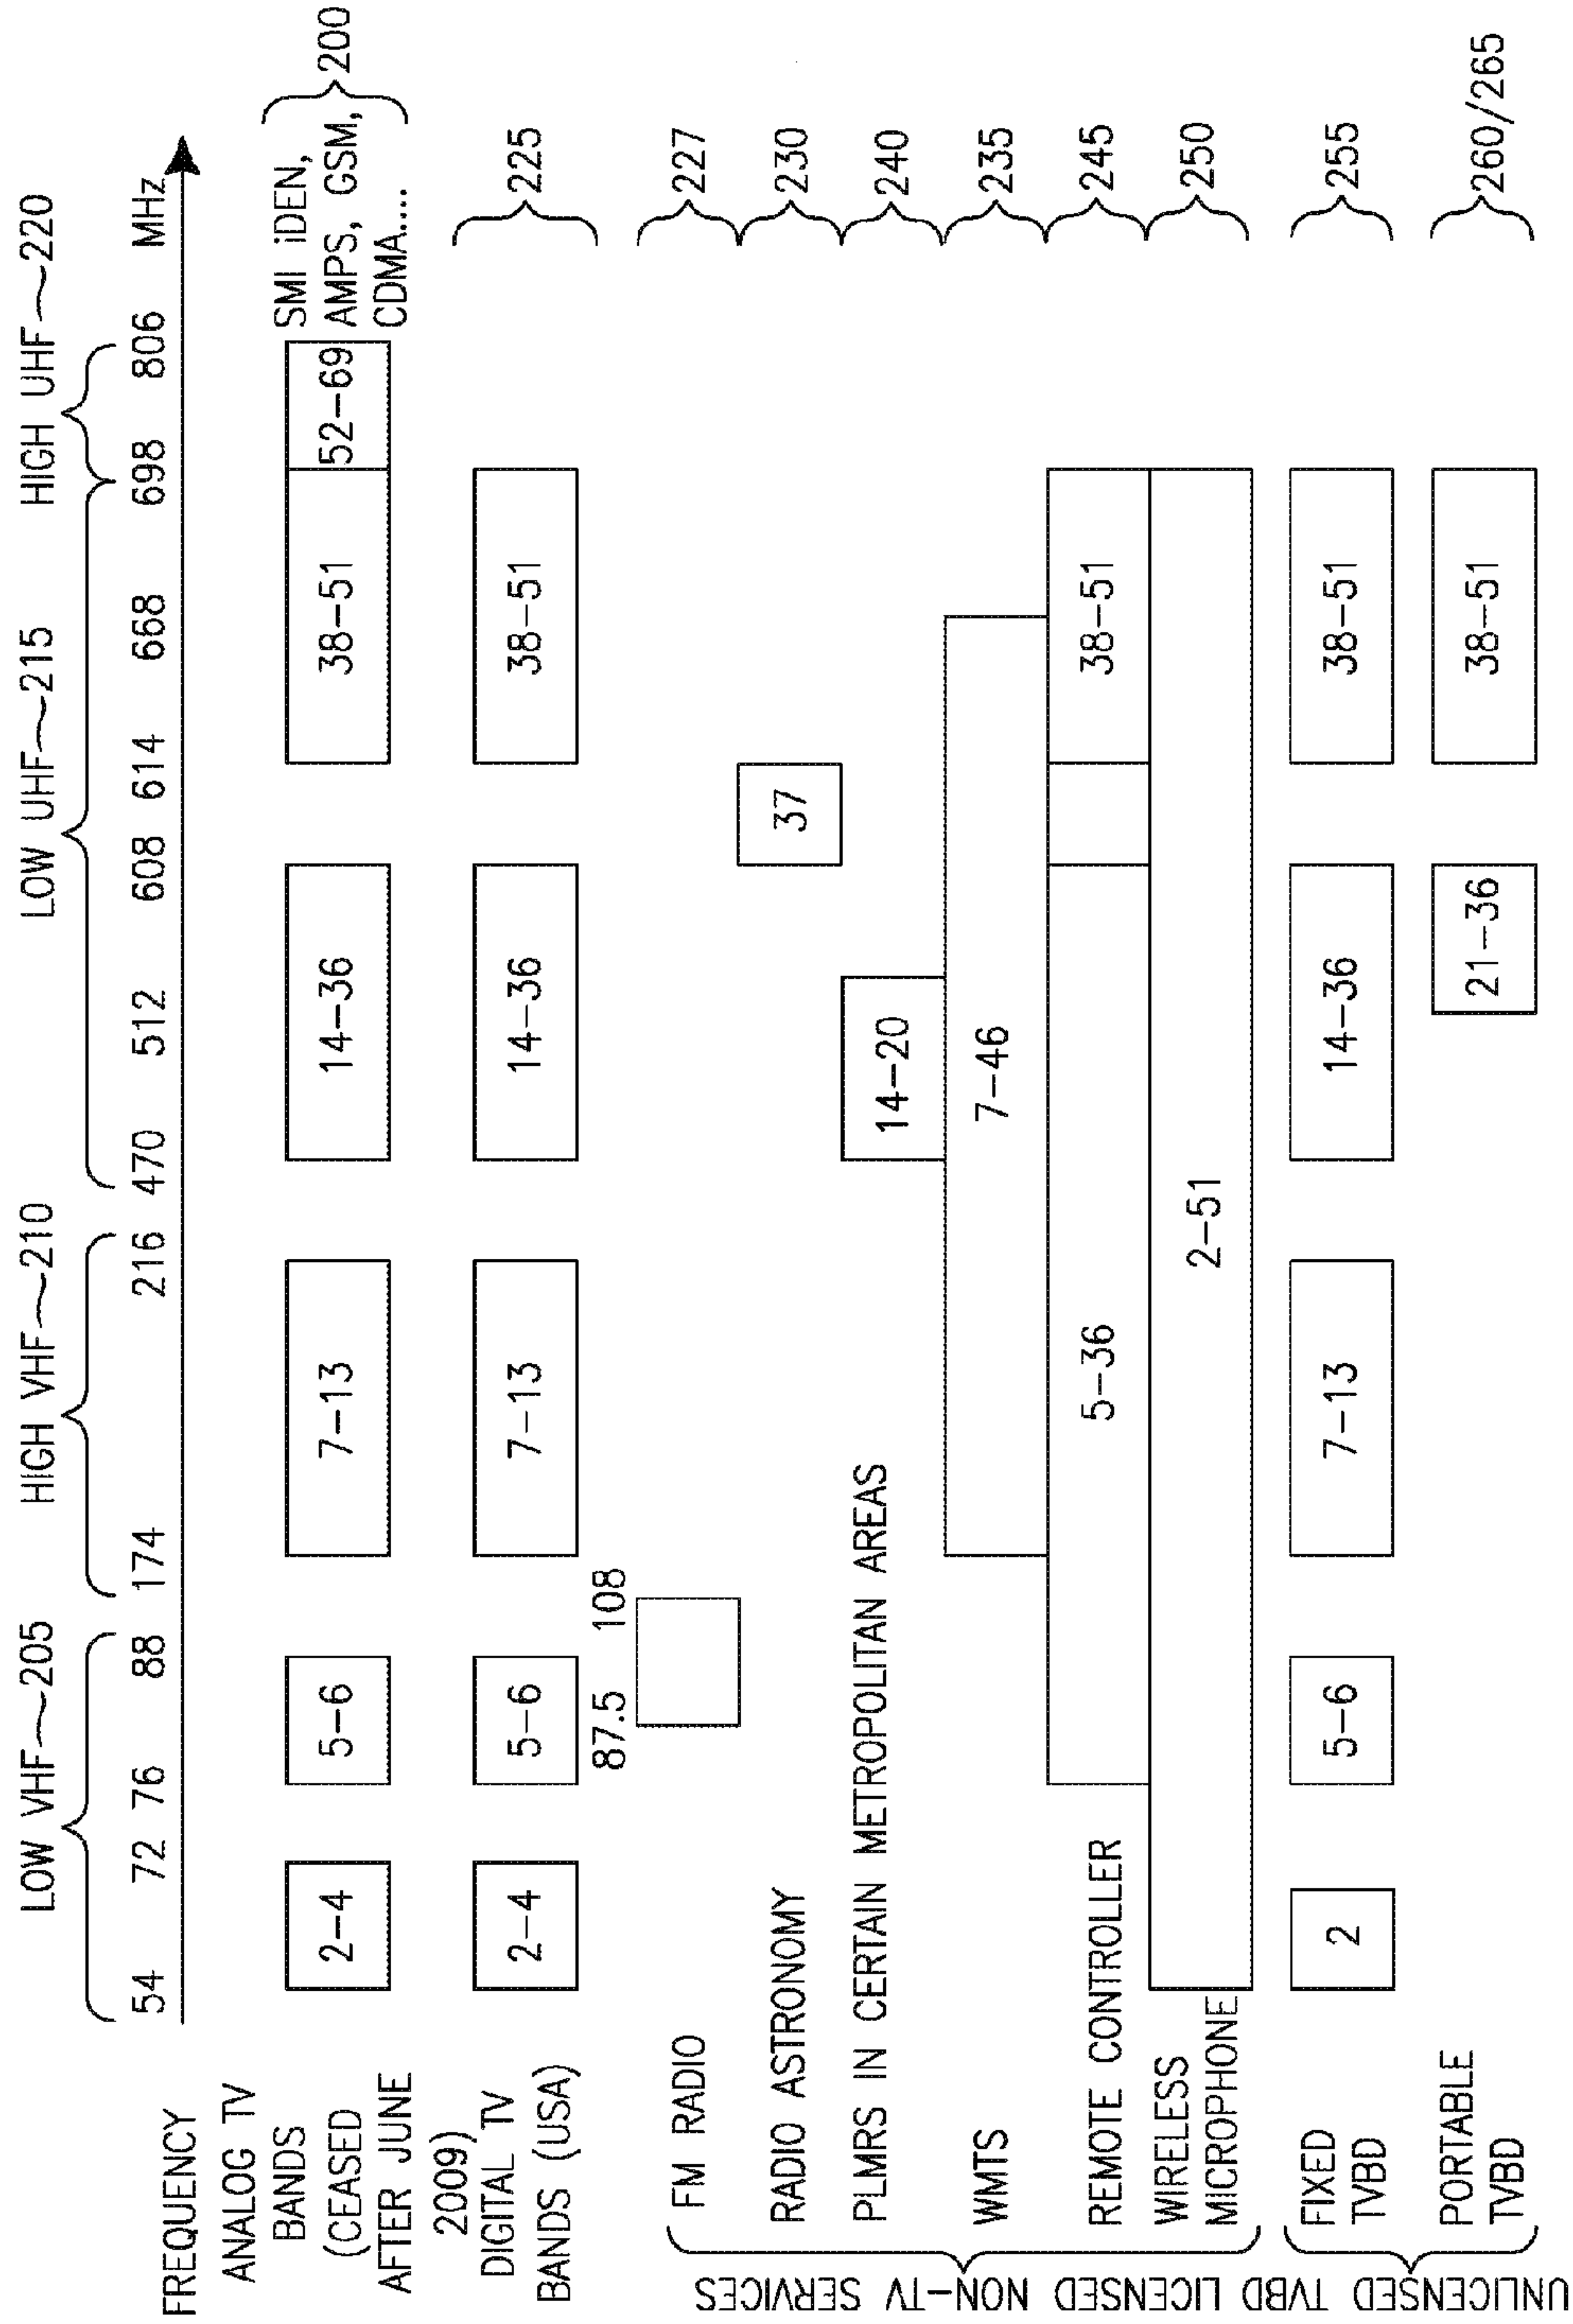 LOW VHF~205
HIGH VHF~210
LOW UHF~215
HIGH UHF~220
FREQUENCY
54 72 76 88 174 216 470 512 608 614 668 698 806 MHz
ANALOG TV
BANDS
(CEASED
AFTER JUNE
2009)
2-4 5-6 7-13 14-36 38-51 52-69
SMI iDEN,
AMPS, GSM,
CDMA....
200
DIGITAL TV
BANDS (USA)
2-4 5-6 7-13 14-36 38-51
225
87.5 108
LICENSED NON-TV SERVICES
FM RADIO
227
RADIO ASTRONOMY
37
230
PLMRS IN CERTAIN METROPOLITAN AREAS
14-20
240
WMTS
7-46
235
REMOTE CONTROLLER
5-36 38-51
245
WIRELESS
MICROPHONE
2-51
250
UNLICENSED TVBD
FIXED
TVBD
2 5-6 7-13 14-36 38-51
255
PORTABLE
TVBD
21-36 38-51
260/265